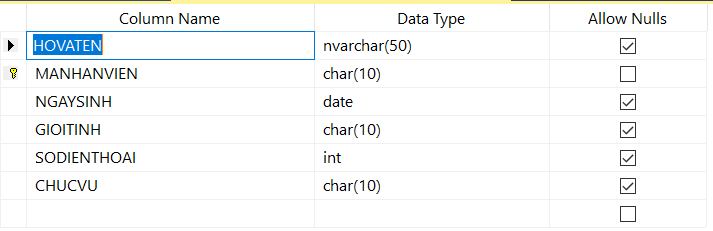 Column Name Data Type Allow Nulls
HOVATEN nvarchar(50)
MANHANVIEN char(10)
NGAYSINH date
GIOITINH char(10)
SODIENTHOAI int
CHUCVU char(10)